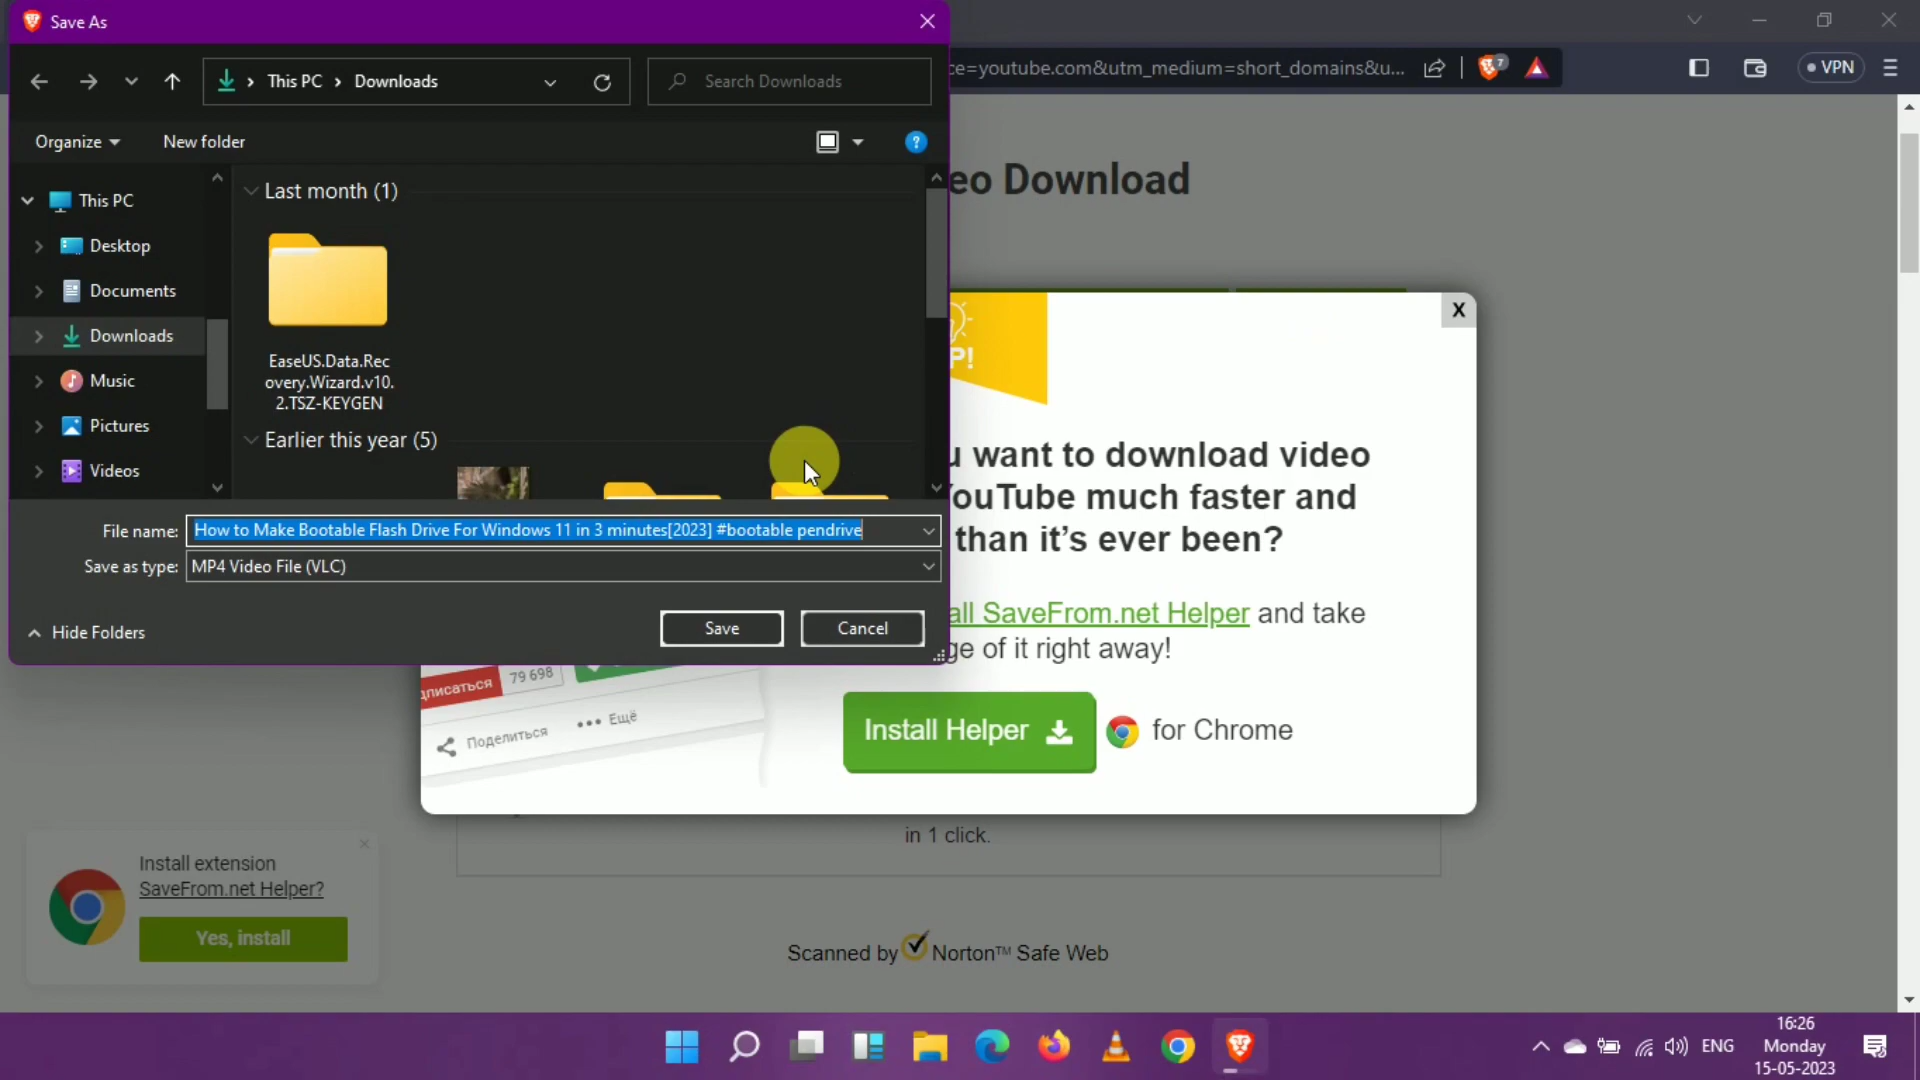 Save As
This PC
Downloads
Search Downloads
ce=youtube.com&utm_medium=short_domains&u...
7
VPN
Organize
New folder
This PC
Desktop
Documents
Downloads
Music
Pictures
Videos
Last month (1)
EaseUS.Data.Rec
overy.Wizard.v10.
2.TSZ-KEYGEN
Earlier this year (5)
File name:
How to Make Bootable Flash Drive For Windows 11 in 3 minutes[2023] #bootable pendrive
Save as type:
MP4 Video File (VLC)
Hide Folders
Save
Cancel
eo Download
X
P!
u want to download video
ouTube much faster and
than it's ever been?
all SaveFrom.net Helper and take
ge of it right away!
Install Helper
for Chrome
дписаться
79 698
Поделиться
••• Ещё
in 1 click.
Install extension
SaveFrom.net Helper?
Yes, install
Scanned by Norton™ Safe Web
ENG
16:26
Monday
15-05-2023